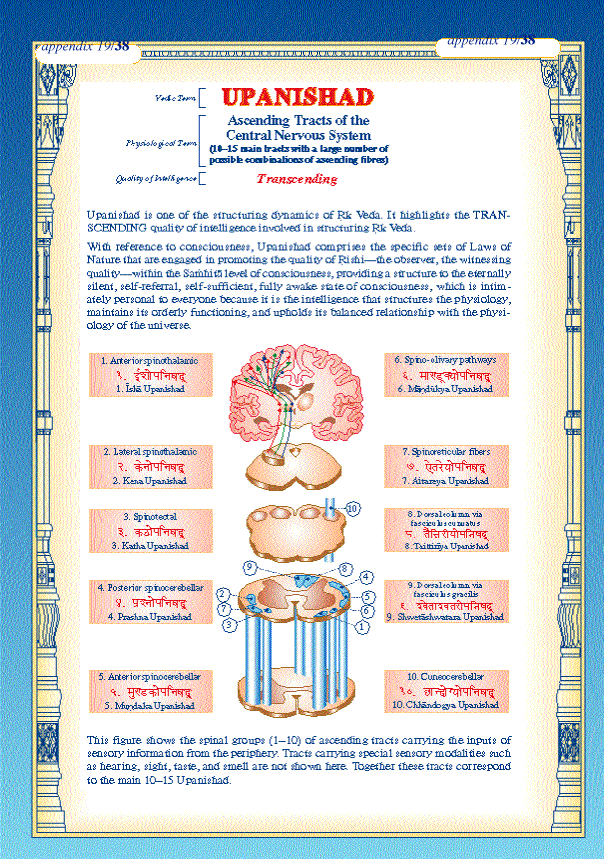 appendix 19/38
appendix 19/38
Vedic Term
UPANISHAD
Physiological Term
Ascending Tracts of the
Central Nervous System
(10–15 main tracts with a large number of
possible combinations of ascending fibres)
Quality of Intelligence
Transcending
Upanishad is one of the structuring dynamics of Ṛk Veda. It highlights the TRAN-
SCENDING quality of intelligence involved in structuring Ṛk Veda.
With reference to consciousness, Upanishad comprises the specific sets of Laws of
Nature that are engaged in promoting the quality of Ṛishi—the observer, the witnessing
quality—within the Saṁhitā level of consciousness, providing a structure to the eternally
silent, self-referral, self-sufficient, fully awake state of consciousness, which is intim-
ately personal to everyone because it is the intelligence that structures the physiology,
maintains its orderly functioning, and upholds its balanced relationship with the physi-
ology of the universe.
1. Anterior spinothalamic
१. ईशोपनिषद्
1. Īshā Upanishad
2. Lateral spinothalamic
२. केनोपनिषद्
2. Kena Upanishad
3. Spinotectal
३. कठोपनिषद्
3. Kaṭha Upanishad
4. Posterior spinocerebellar
४. प्रश्नोपनिषद्
4. Prashna Upanishad
5. Anterior spinocerebellar
५. मुण्डकोपनिषद्
5. Muṇḍaka Upanishad
6. Spino-olivary pathways
६. माण्डूक्योपनिषद्
6. Māṇḍūkya Upanishad
7. Spinoreticular fibers
७. ऐतरेयोपनिषद्
7. Aitareya Upanishad
8. Dorsal column via
fasciculus cuneatus
८. तैत्तिरीयोपनिषद्
8. Taittirīya Upanishad
9. Dorsal column via
fasciculus gracilis
९. श्वेताश्वतरोपनिषद्
9. Shwetāshwatara Upanishad
10. Cuneocerebellar
१०. छान्दोग्योपनिषद्
10. Chhāndogya Upanishad
10
9
8
4
2
5
7
6
3
1
This figure shows the spinal groups (1–10) of ascending tracts carrying the inputs of
sensory information from the periphery. Tracts carrying special sensory modalities such
as hearing, sight, taste, and smell are not shown here. Together these tracts correspond
to the main 10–15 Upanishad.